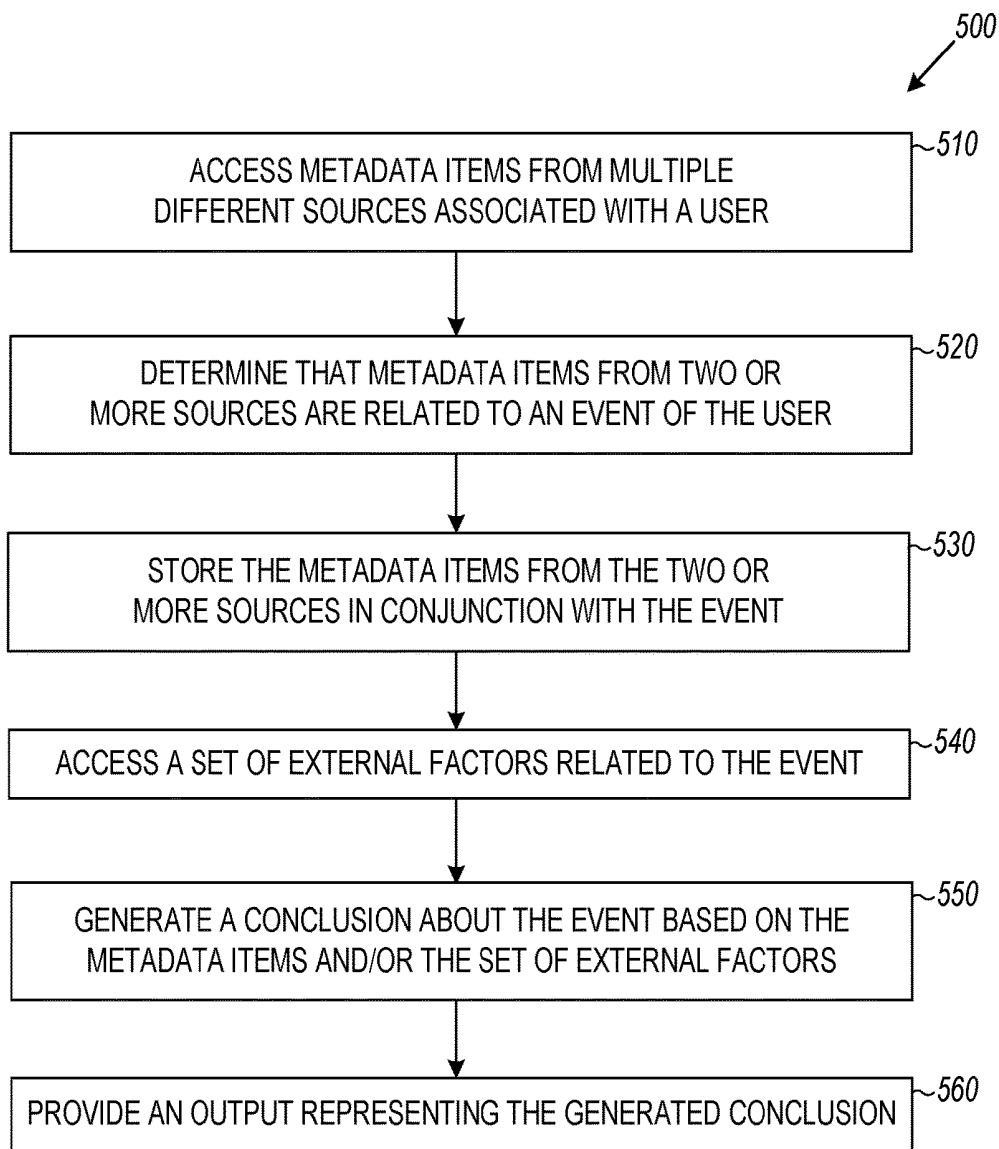 500
510
ACCESS METADATA ITEMS FROM MULTIPLE
DIFFERENT SOURCES ASSOCIATED WITH A USER
520
DETERMINE THAT METADATA ITEMS FROM TWO OR
MORE SOURCES ARE RELATED TO AN EVENT OF THE USER
530
STORE THE METADATA ITEMS FROM THE TWO OR
MORE SOURCES IN CONJUNCTION WITH THE EVENT
540
ACCESS A SET OF EXTERNAL FACTORS RELATED TO THE EVENT
550
GENERATE A CONCLUSION ABOUT THE EVENT BASED ON THE
METADATA ITEMS AND/OR THE SET OF EXTERNAL FACTORS
560
PROVIDE AN OUTPUT REPRESENTING THE GENERATED CONCLUSION